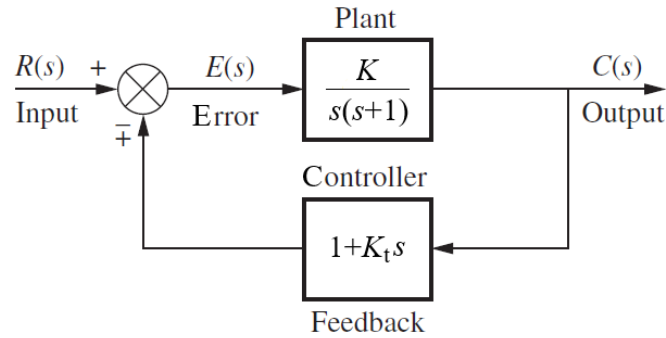 Plant
R(s) + E(s) K C(s)
Input ∓ Error s(s+1) Output
Controller
1+Kₜs
Feedback